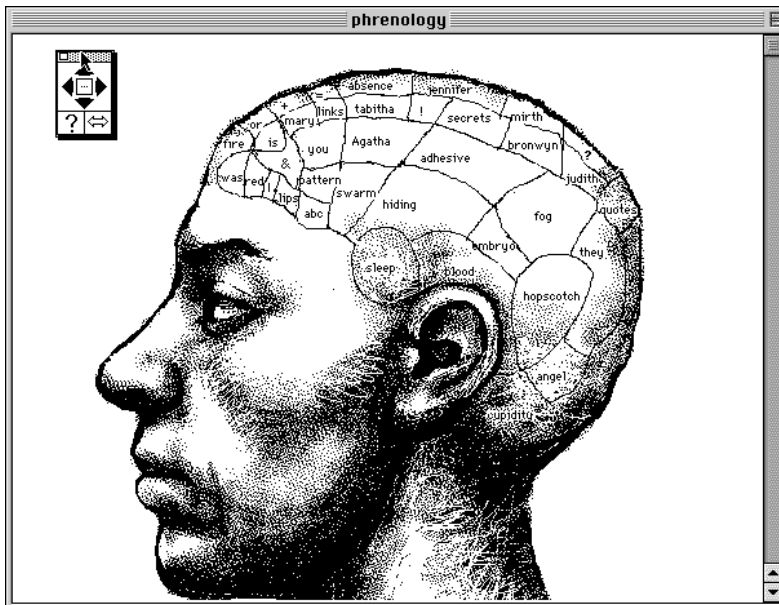 phrenology
?
absence
jennifer
=
+
mary
links
tabitha
!
secrets
mirth
or
fire
is
you
Agatha
adhesive
bronwyn
?
&
was
red
I
lips
pattern
abc
swarm
hiding
judith
quotes
fog
embryo
they
sleep
blood
hopscotch
angel
cupidity